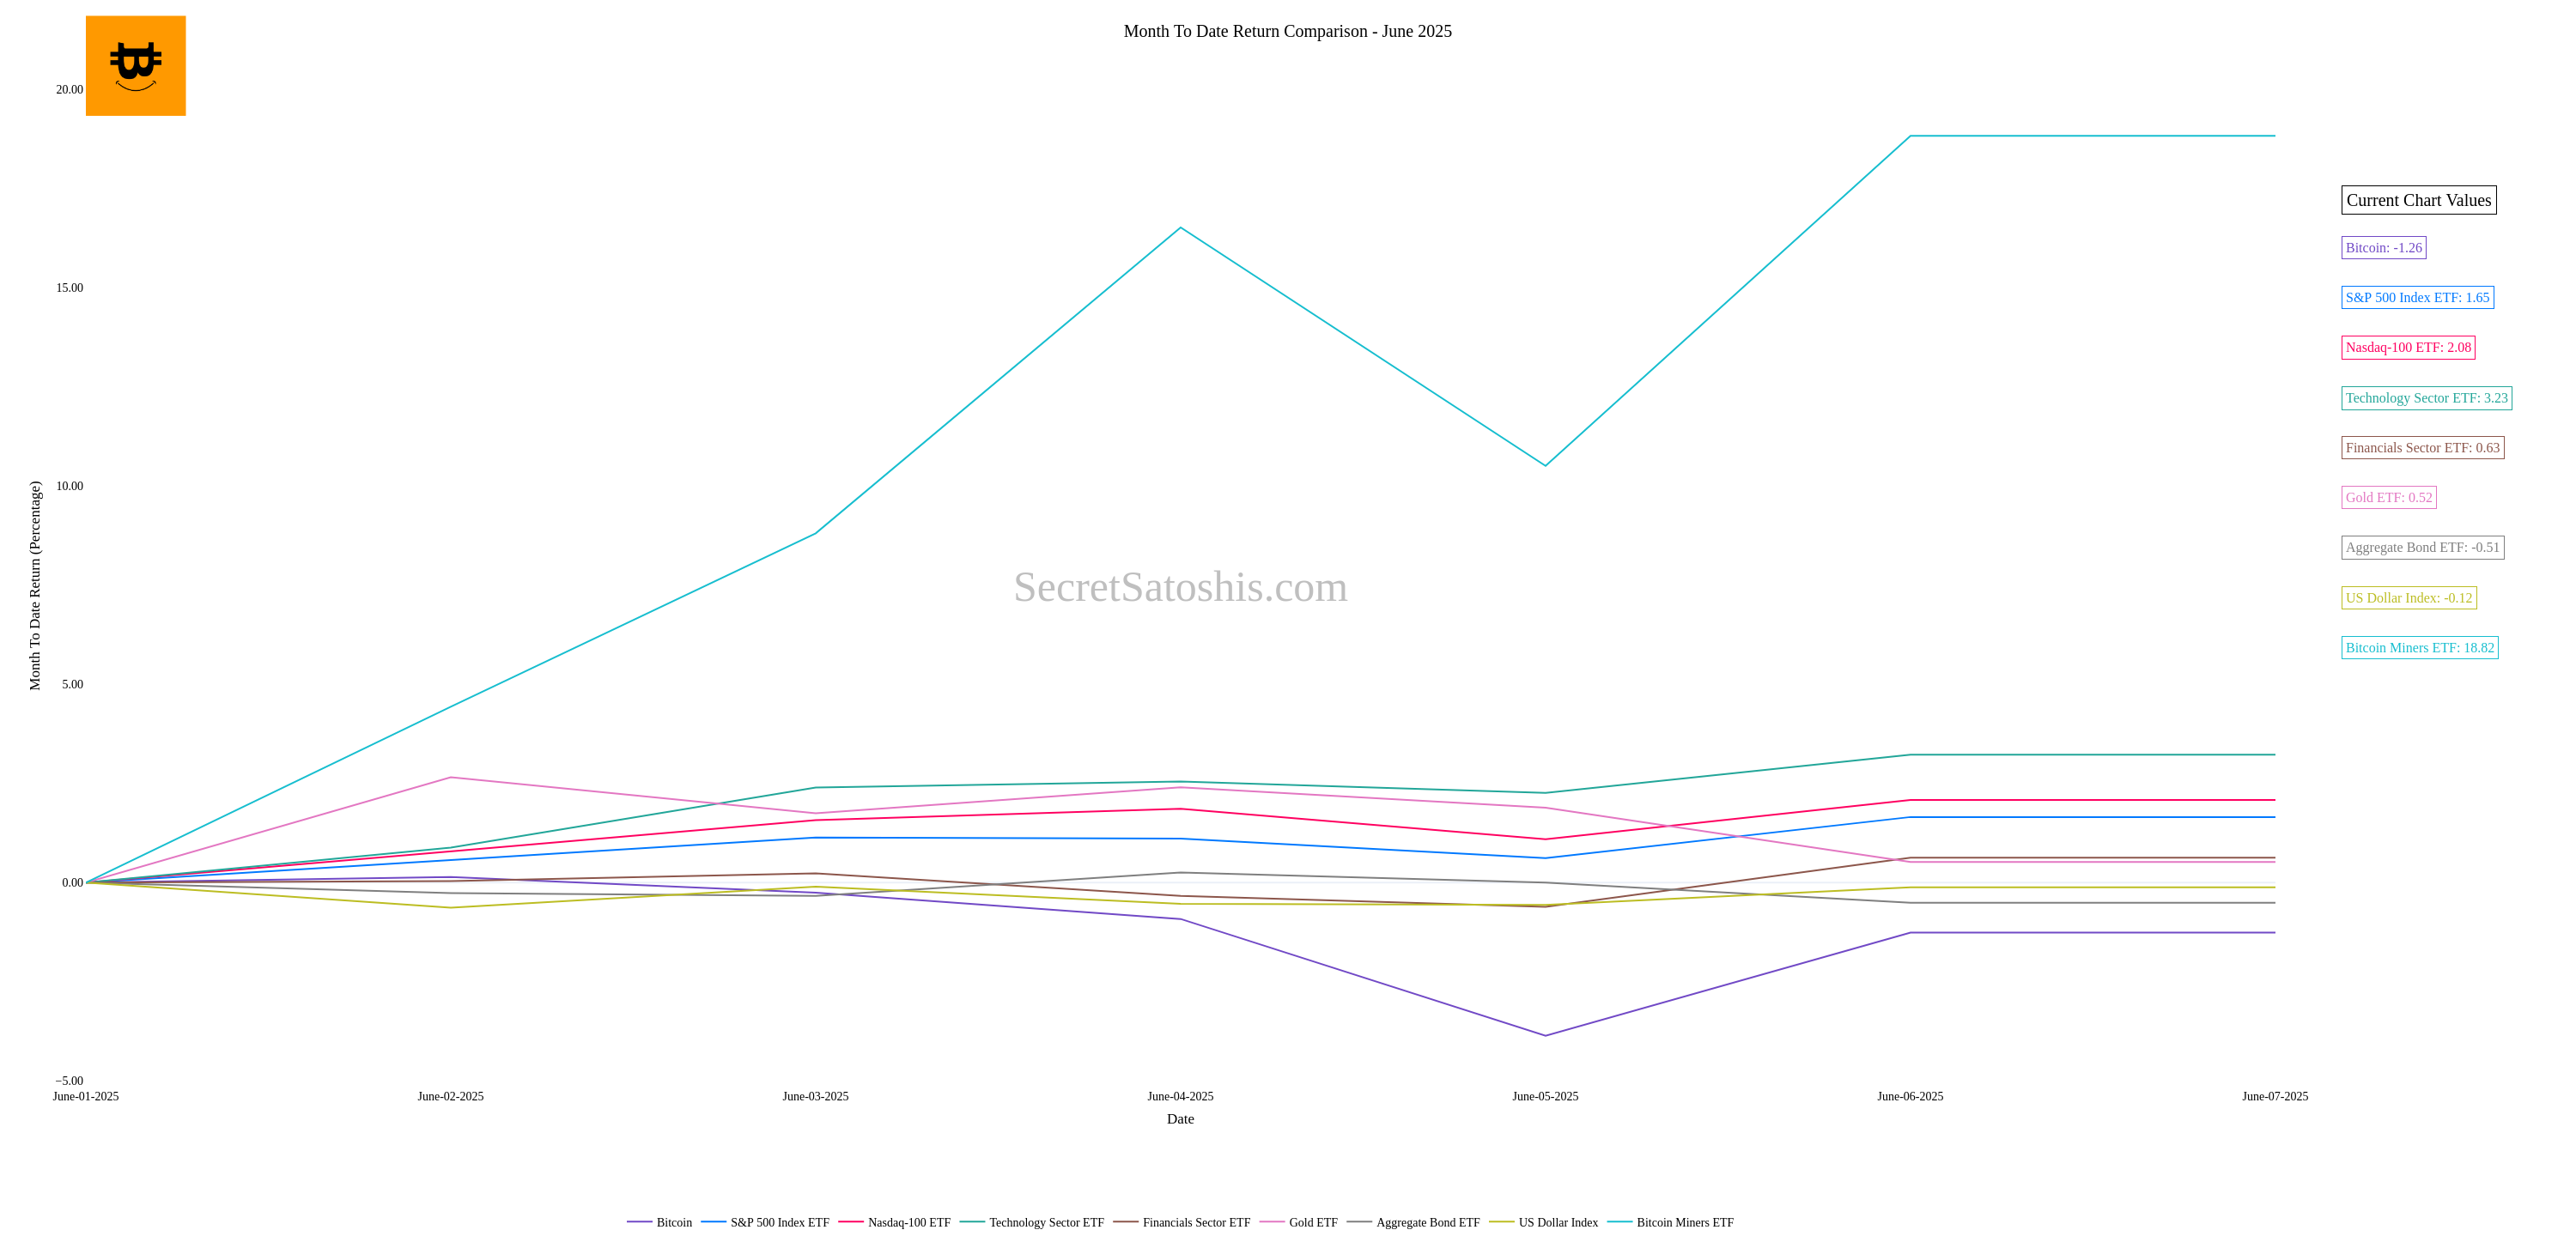 Month To Date Return Comparison - June 2025
20.00
15.00
10.00
5.00
0.00
−5.00
Month To Date Return (Percentage)
SecretSatoshis.com
Current Chart Values
Bitcoin: -1.26
S&P 500 Index ETF: 1.65
Nasdaq-100 ETF: 2.08
Technology Sector ETF: 3.23
Financials Sector ETF: 0.63
Gold ETF: 0.52
Aggregate Bond ETF: -0.51
US Dollar Index: -0.12
Bitcoin Miners ETF: 18.82
June-01-2025 June-02-2025 June-03-2025 June-04-2025 June-05-2025 June-06-2025 June-07-2025
Date
Bitcoin S&P 500 Index ETF Nasdaq-100 ETF Technology Sector ETF Financials Sector ETF Gold ETF Aggregate Bond ETF US Dollar Index Bitcoin Miners ETF